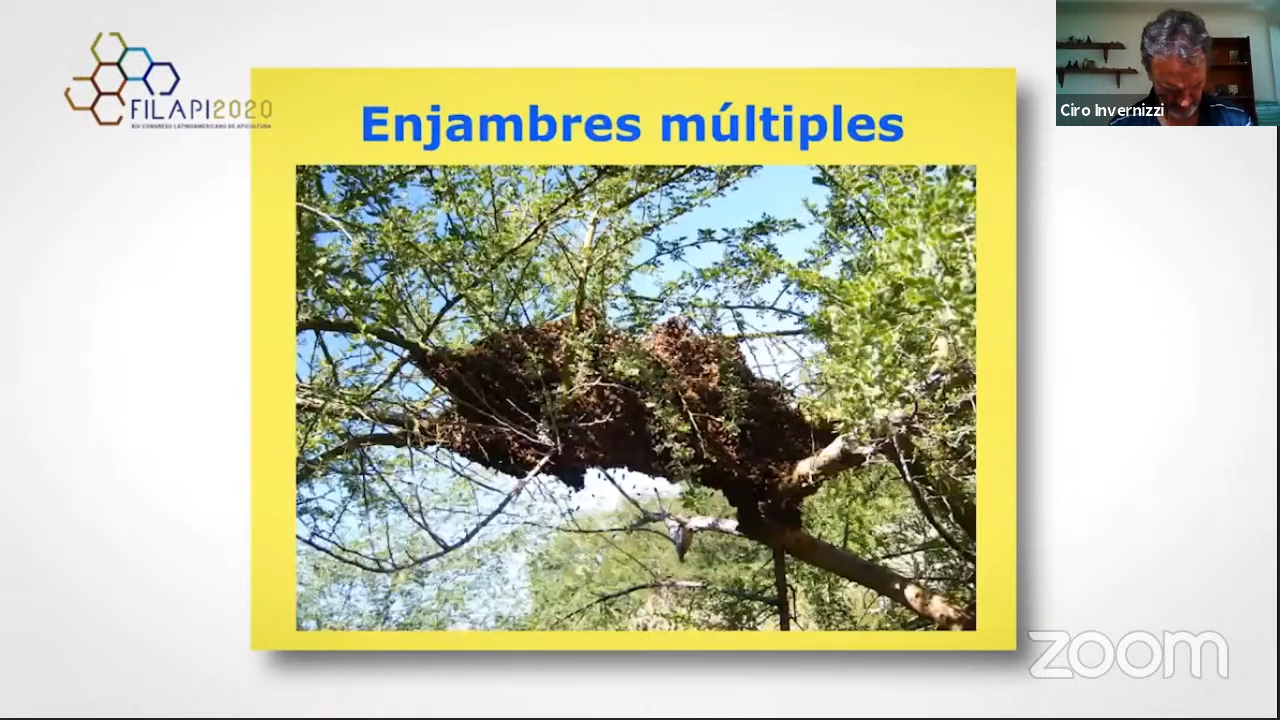 FILAPI2020
XIV CONGRESO LATINOAMERICANO DE APICULTURA
Enjambres múltiples
Ciro Invernizzi
zoom